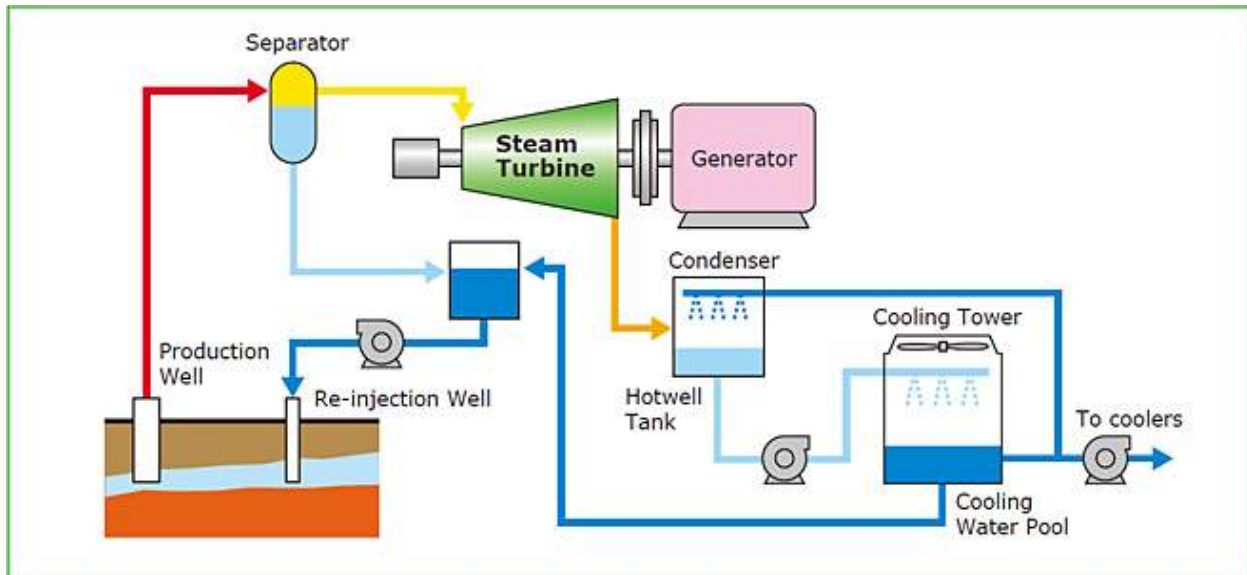 Separator
Steam
Turbine
Generator
Condenser
Cooling Tower
Production
Well
Re-injection Well
Hotwell
Tank
To coolers
Cooling
Water Pool